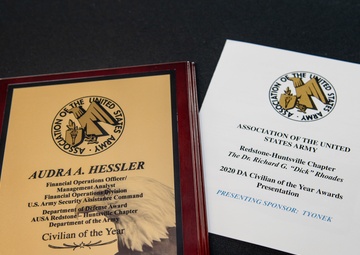 ASSOCIATION OF THE UNITED STATES ARMY
AUDRA A. HESSLER
Financial Operations Officer/
Management Analyst
Financial Operations Division
U.S. Army Security Assistance Command
Department of Defense Award
AUSA Redstone - Huntsville Chapter
Department of the Army
Civilian of the Year
ASSOCIATION OF THE UNITED STATES ARMY
ASSOCIATION OF THE UNITED
STATES ARMY
Redstone-Huntsville Chapter
The Dr. Richard G. "Dick" Rhoades
2020 DA Civilian of the Year Awards
Presentation
PRESENTING SPONSOR: TYONEK